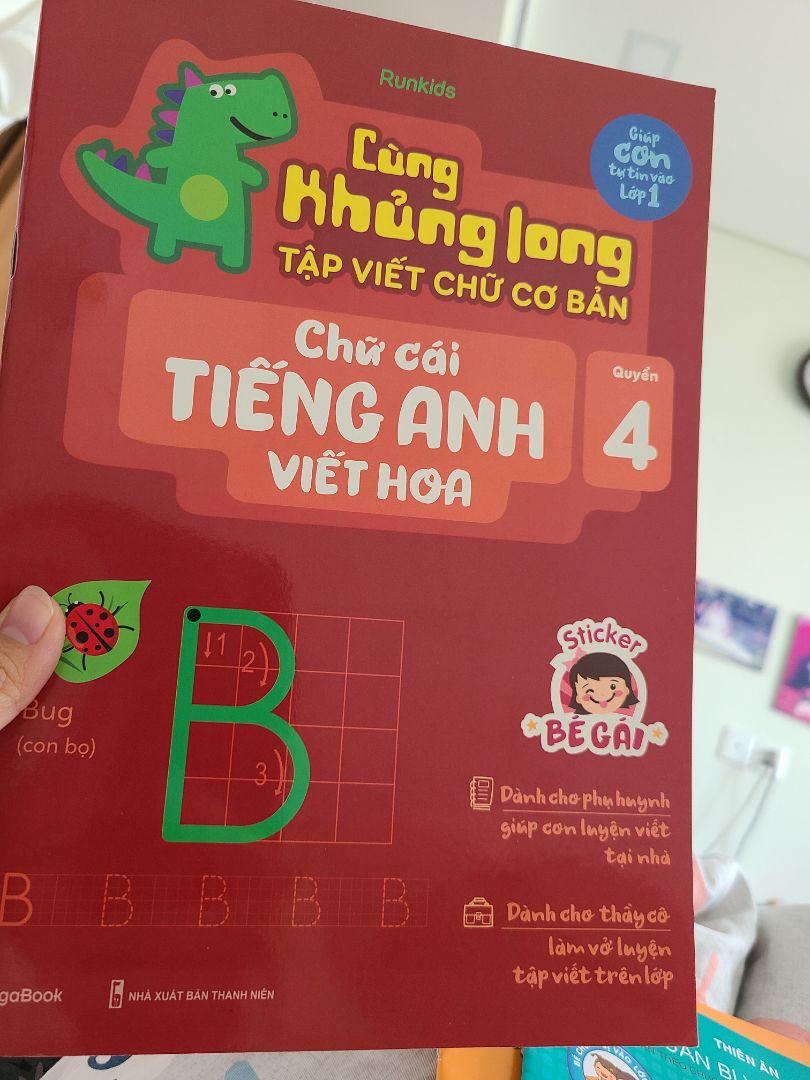 Runkids
Giúp
con
tự tin vào
Lớp 1
Cùng
Khủng long
TẬP VIẾT CHỮ CƠ BẢN
Chữ cái
TIẾNG ANH
VIẾT HOA
Quyển
4
1
2
3
Bug
(con bọ)
Sticker
BÉ GÁI
Dành cho phụ huynh
giúp con luyện viết
tại nhà
B B B B B
Dành cho thầy cô
làm vở luyện
tập viết trên lớp
gaBook
NHÀ XUẤT BẢN THANH NIÊN
THIÊN ÂN